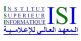 INSTITUT
SUPERIEUR
INFORMATIQUE
ISI
المعهد العالي للإعلامية